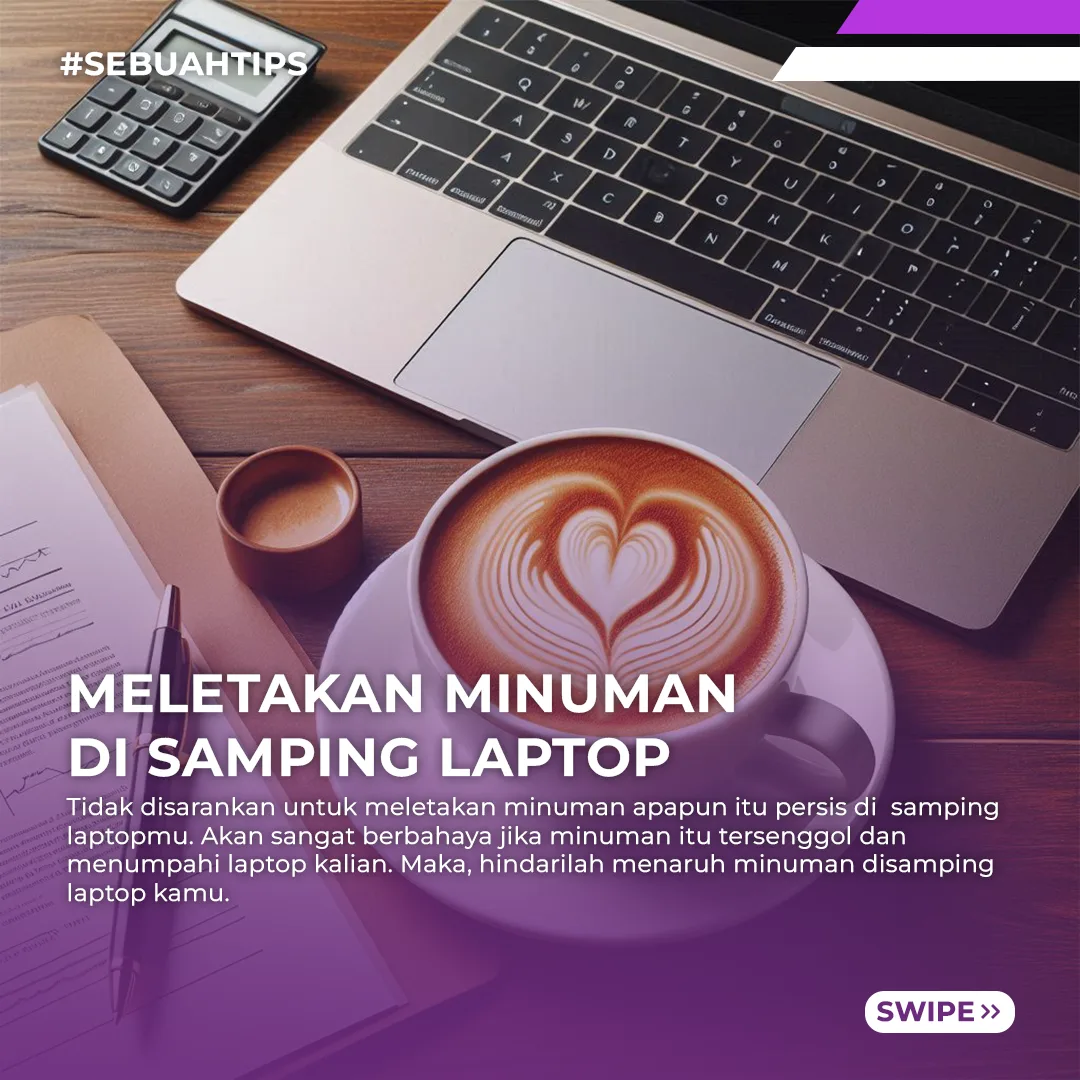 #SEBUAHTIPS
MELETAKAN MINUMAN
DI SAMPING LAPTOP
Tidak disarankan untuk meletakan minuman apapun itu persis di  samping
laptopmu. Akan sangat berbahaya jika minuman itu tersenggol dan
menumpahi laptop kalian. Maka, hindarilah menaruh minuman disamping
laptop kamu.
SWIPE >>